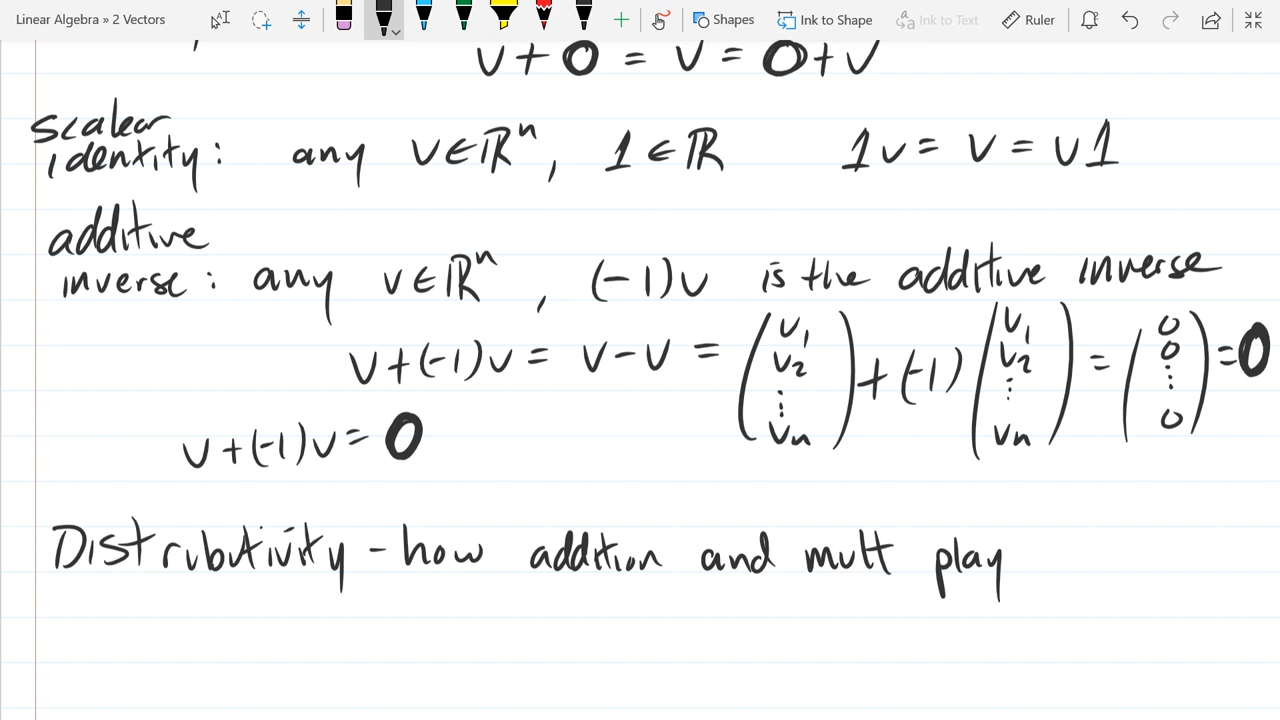 Linear Algebra » 2 Vectors
Shapes
Ink to Shape
Ink to Text
Ruler
v + 0 = v = 0 + v
scalar
identity: any v ∈ ℝⁿ, 1 ∈ ℝ 1v = v = v1
additive
inverse: any v ∈ ℝⁿ, (-1)v is the additive inverse
v + (-1)v = v - v = (v₁ v₂ ⋮ vn) + (-1)(v₁ v₂ ⋮ vn) = (0 0 ⋮ 0) = 0
v + (-1)v = 0
Distributivity - how addition and mult play